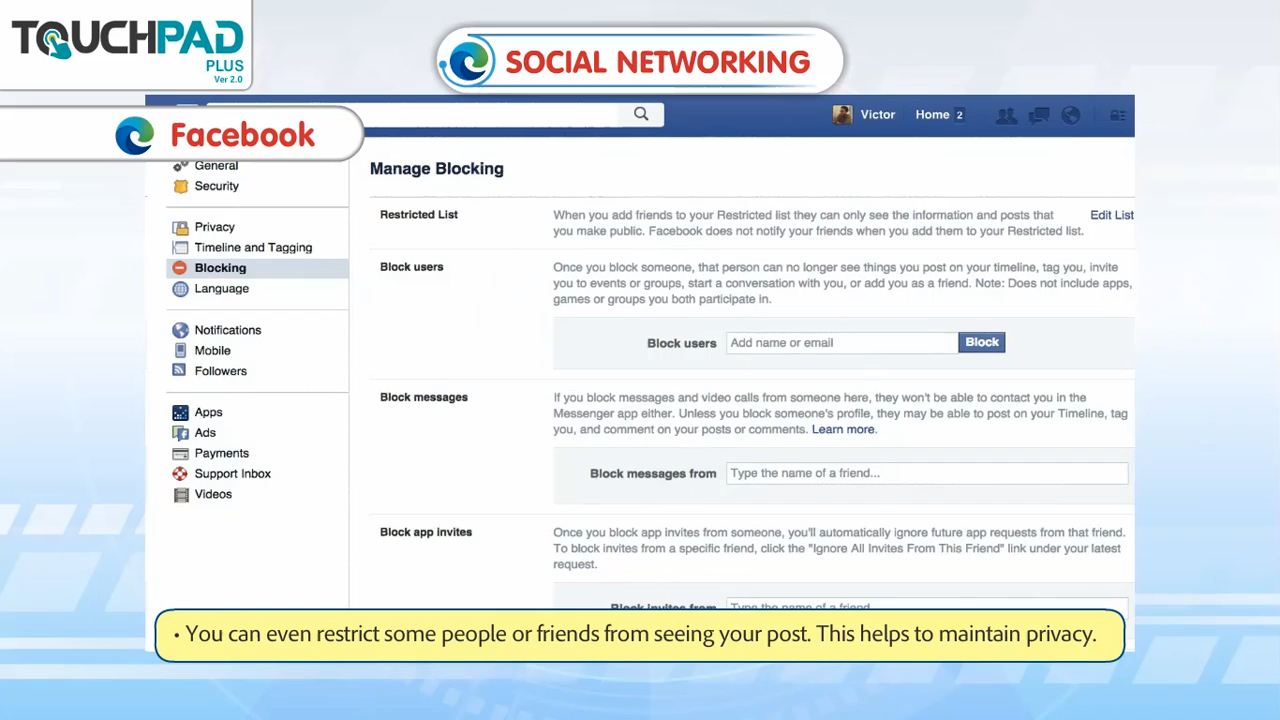 TOUCHPAD
PLUS
Ver 2.0
SOCIAL NETWORKING
Facebook
Victor Home 2
General
Security
Privacy
Timeline and Tagging
Blocking
Language
Notifications
Mobile
Followers
Apps
Ads
Payments
Support Inbox
Videos
Manage Blocking
Restricted List
When you add friends to your Restricted list they can only see the information and posts that
you make public. Facebook does not notify your friends when you add them to your Restricted list.
Edit List
Block users
Once you block someone, that person can no longer see things you post on your timeline, tag you, invite
you to events or groups, start a conversation with you, or add you as a friend. Note: Does not include apps,
games or groups you both participate in.
Block users Add name or email Block
Block messages
If you block messages and video calls from someone here, they won't be able to contact you in the
Messenger app either. Unless you block someone's profile, they may be able to post on your Timeline, tag
you, and comment on your posts or comments. Learn more.
Block messages from Type the name of a friend...
Block app invites
Once you block app invites from someone, you'll automatically ignore future app requests from that friend.
To block invites from a specific friend, click the "Ignore All Invites From This Friend" link under your latest
request.
Block invites from Type the name of a friend
• You can even restrict some people or friends from seeing your post. This helps to maintain privacy.